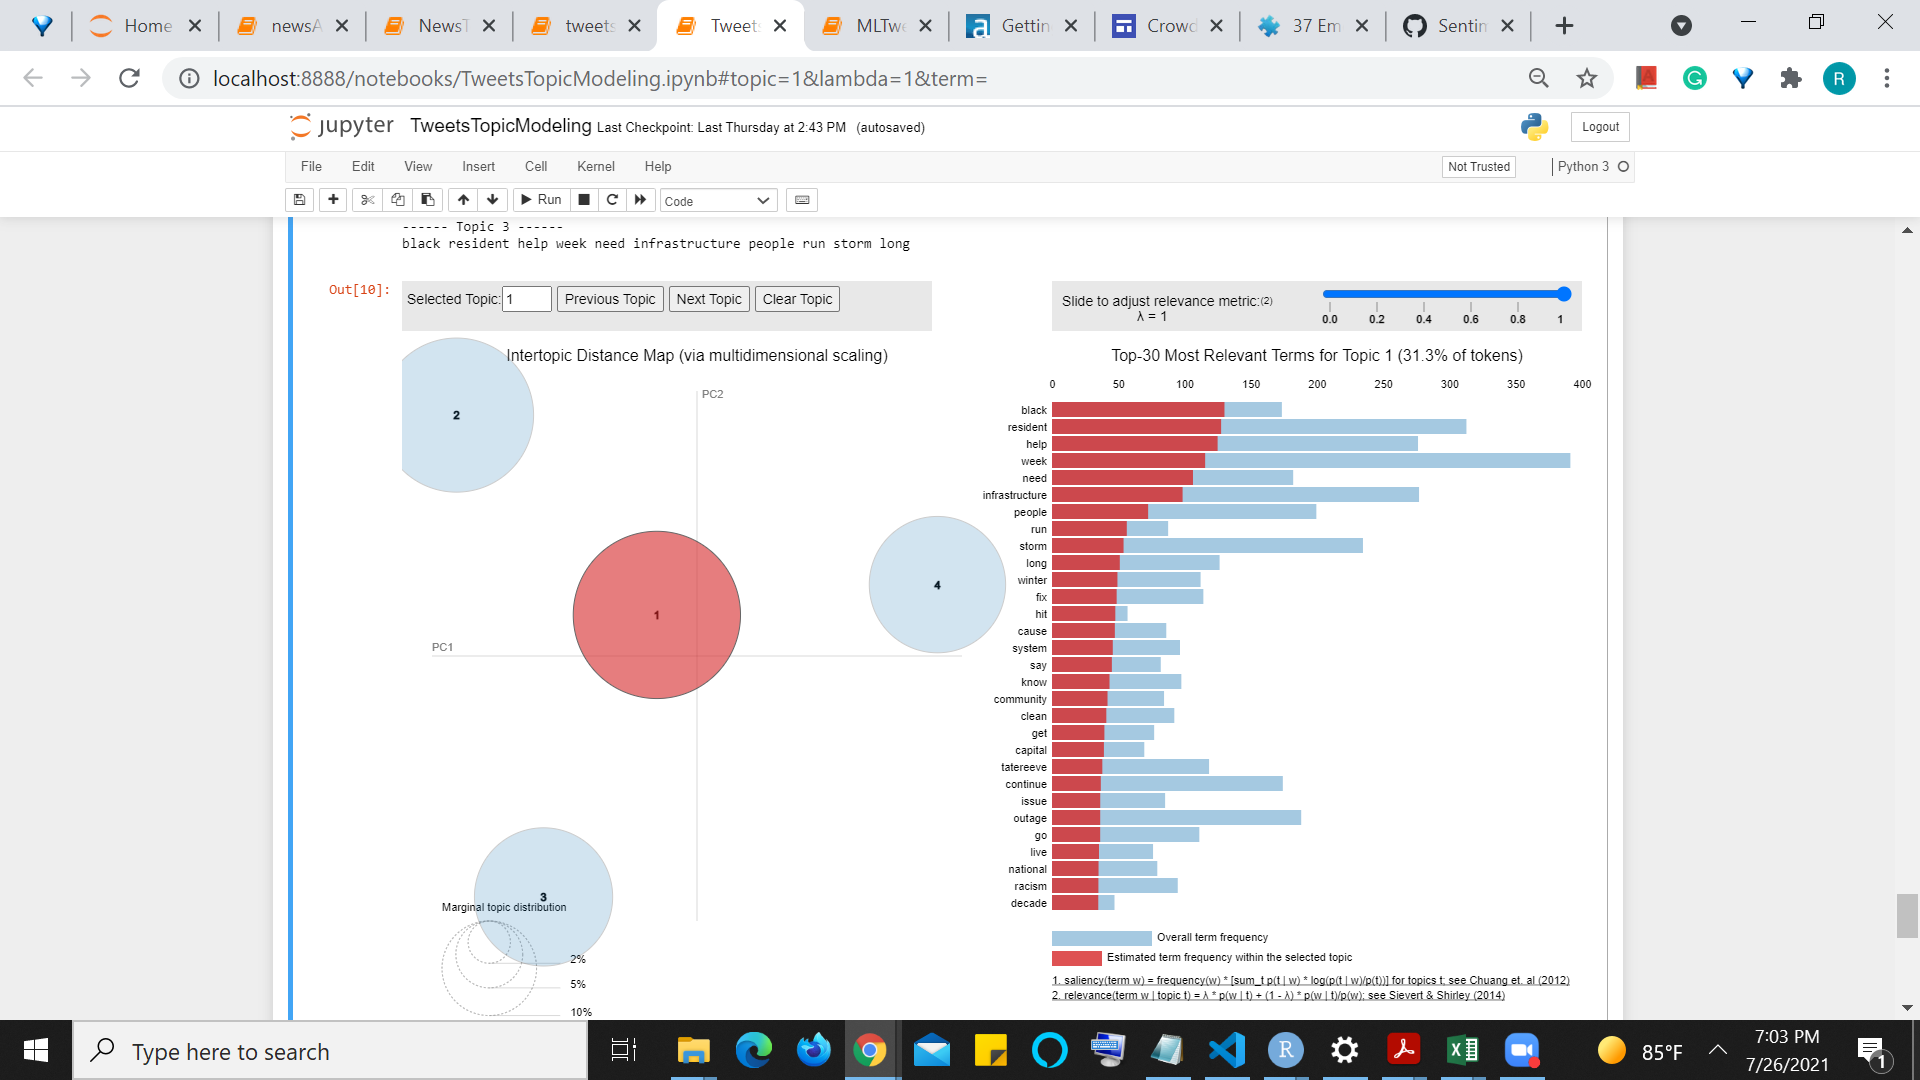 Home
newsA
NewsT
tweets
Tweets
MLTwe
Gettin
Crowd
37 Em
Sentin
localhost:8888/notebooks/TweetsTopicModeling.ipynb#topic=1&lambda=1&term=
R
jupyter TweetsTopicModeling Last Checkpoint: Last Thursday at 2:43 PM (autosaved)
Logout
File Edit View Insert Cell Kernel Help
Not Trusted
Python 3
Run
Code
------ Topic 3 ------
black resident help week need infrastructure people run storm long
Out[10]:
Selected Topic: 1 Previous Topic Next Topic Clear Topic
Slide to adjust relevance metric:(2)
λ = 1
0.0 0.2 0.4 0.6 0.8 1
Intertopic Distance Map (via multidimensional scaling)
PC2
2
4
1
PC1
3
Marginal topic distribution
2%
5%
10%
Top-30 Most Relevant Terms for Topic 1 (31.3% of tokens)
0 50 100 150 200 250 300 350 400
black
resident
help
week
need
infrastructure
people
run
storm
long
winter
fix
hit
cause
system
say
know
community
clean
get
capital
tatereeve
continue
issue
outage
go
live
national
racism
decade
Overall term frequency
Estimated term frequency within the selected topic
1. saliency(term w) = frequency(w) * [sum_t p(t | w) * log(p(t | w)/p(t))] for topics t; see Chuang et. al (2012)
2. relevance(term w | topic t) = λ * p(w | t) + (1 - λ) * p(w | t)/p(w); see Sievert & Shirley (2014)
Type here to search
R
85°F
7:03 PM
7/26/2021
1